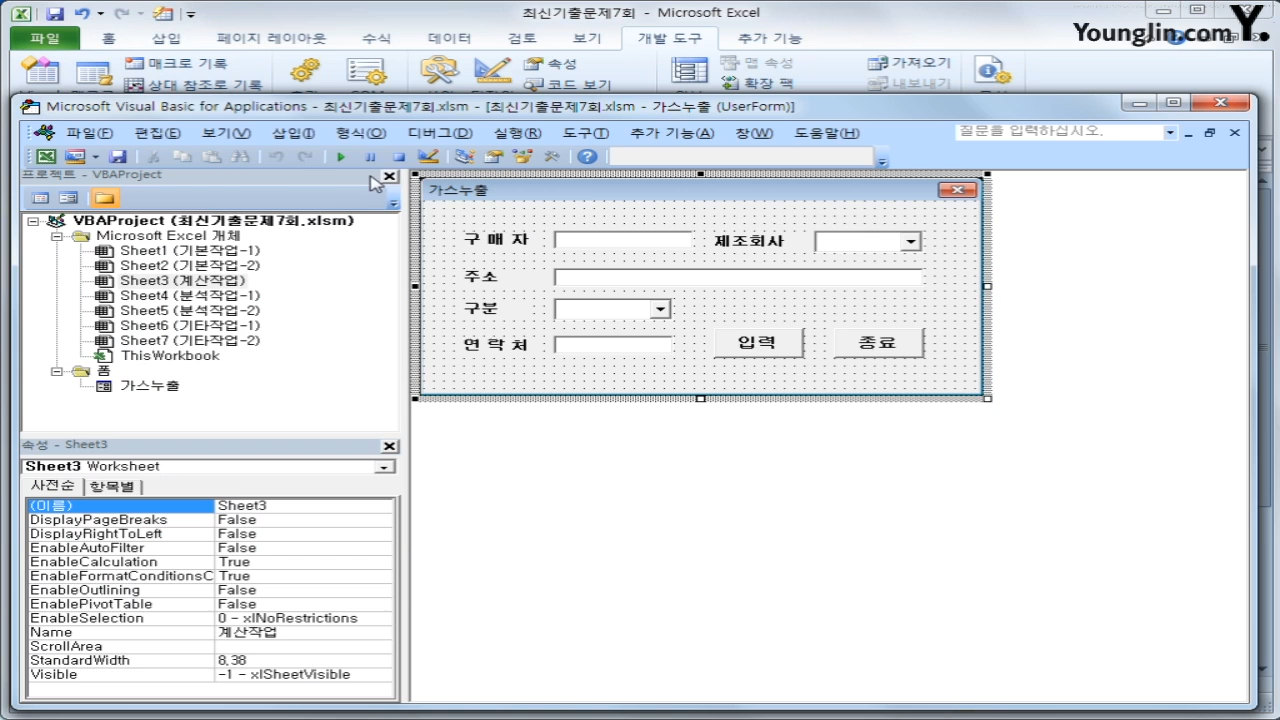 최신기출문제7회 - Microsoft Excel
Younglin.com Y.
파일 홈 삽입 페이지 레이아웃 수식 데이터 검토 보기 개발 도구 추가 기능
매크로 기록 속성 맵 속성 가져오기
상대 참조로 기록 코드 보기 확장 팩 내보내기
Microsoft Visual Basic for Applications - 최신기출문제7회.xlsm - [최신기출문제7회.xlsm - 가스누출 (UserForm)]
파일(F) 편집(E) 보기(V) 삽입(I) 형식(O) 디버그(D) 실행(R) 도구(T) 추가 기능(A) 창(W) 도움말(H) 질문을 입력하십시오.
프로젝트 - VBAProject
VBAProject (최신기출문제7회.xlsm)
Microsoft Excel 개체
Sheet1 (기본작업-1)
Sheet2 (기본작업-2)
Sheet3 (계산작업)
Sheet4 (분석작업-1)
Sheet5 (분석작업-2)
Sheet6 (기타작업-1)
Sheet7 (기타작업-2)
ThisWorkbook
폼
가스누출
가스누출
구 매 자 제조회사
주소
구분
연 락 처 입력 종료
속성 - Sheet3
Sheet3 Worksheet
사전순 항목별
(이름) Sheet3
DisplayPageBreaks False
DisplayRightToLeft False
EnableAutoFilter False
EnableCalculation True
EnableFormatConditionsC True
EnableOutlining False
EnablePivotTable False
EnableSelection 0 - xlNoRestrictions
Name 계산작업
ScrollArea
StandardWidth 8,38
Visible -1 - xlSheetVisible